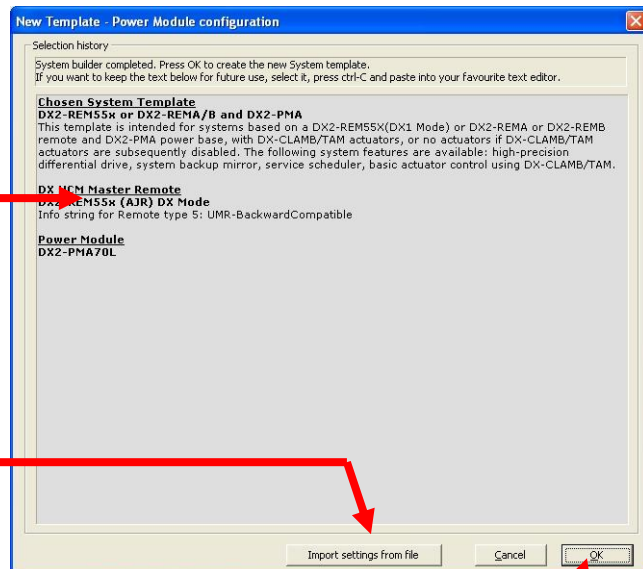 New Template - Power Module configuration
Selection history
System builder completed. Press OK to create the new System template.
If you want to keep the text below for future use, select it, press ctrl-C and paste into your favourite text editor.
Chosen System Template
DX2-REM55x or DX2-REMA/B and DX2-PMA
This template is intended for systems based on a DX2-REM55X(DX1 Mode) or DX2-REMA or DX2-REMB
remote and DX2-PMA power base, with DX-CLAMB/TAM actuators, or no actuators if DX-CLAMB/TAM
actuators are subsequently disabled. The following system features are available: high-precision
differential drive, system backup mirror, service scheduler, basic actuator control using DX-CLAMB/TAM.
DX HCM Master Remote
DX2-REM55x (AJR) DX Mode
Info string for Remote type 5: UMR-BackwardCompatible
Power Module
DX2-PMA70L
Import settings from file
Cancel
OK